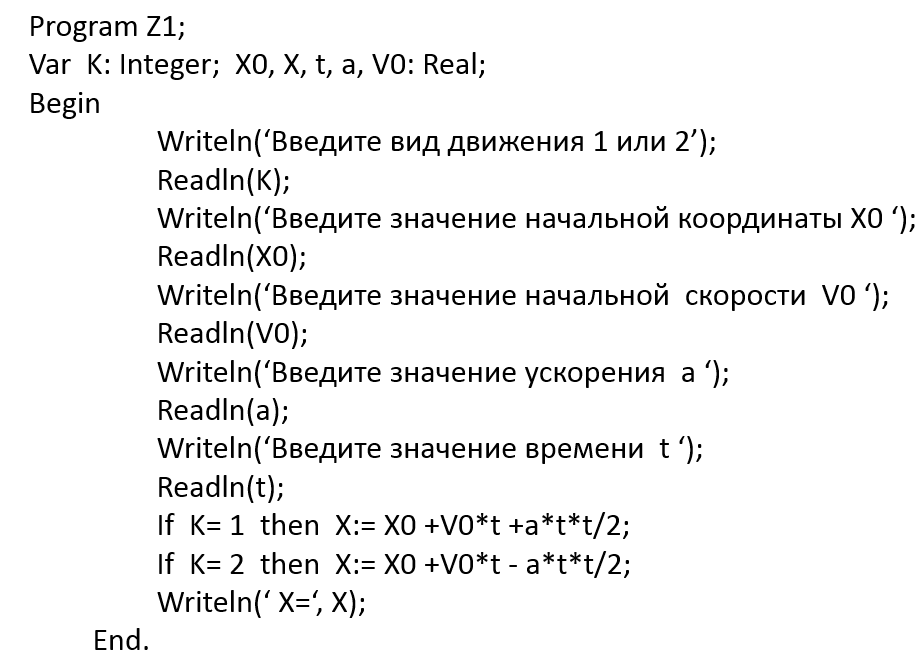 Program Z1;
Var  K: Integer;  X0, X, t, a, V0: Real;
Begin
Writeln(‘Введите вид движения 1 или 2’);
Readln(K);
Writeln(‘Введите значение начальной координаты X0 ‘);
Readln(X0);
Writeln(‘Введите значение начальной  скорости  V0 ‘);
Readln(V0);
Writeln(‘Введите значение ускорения  a ‘);
Readln(a);
Writeln(‘Введите значение времени  t ‘);
Readln(t);
If  K= 1  then  X:= X0 +V0*t +a*t*t/2;
If  K= 2  then  X:= X0 +V0*t - a*t*t/2;
Writeln(‘ X=‘, X);
End.